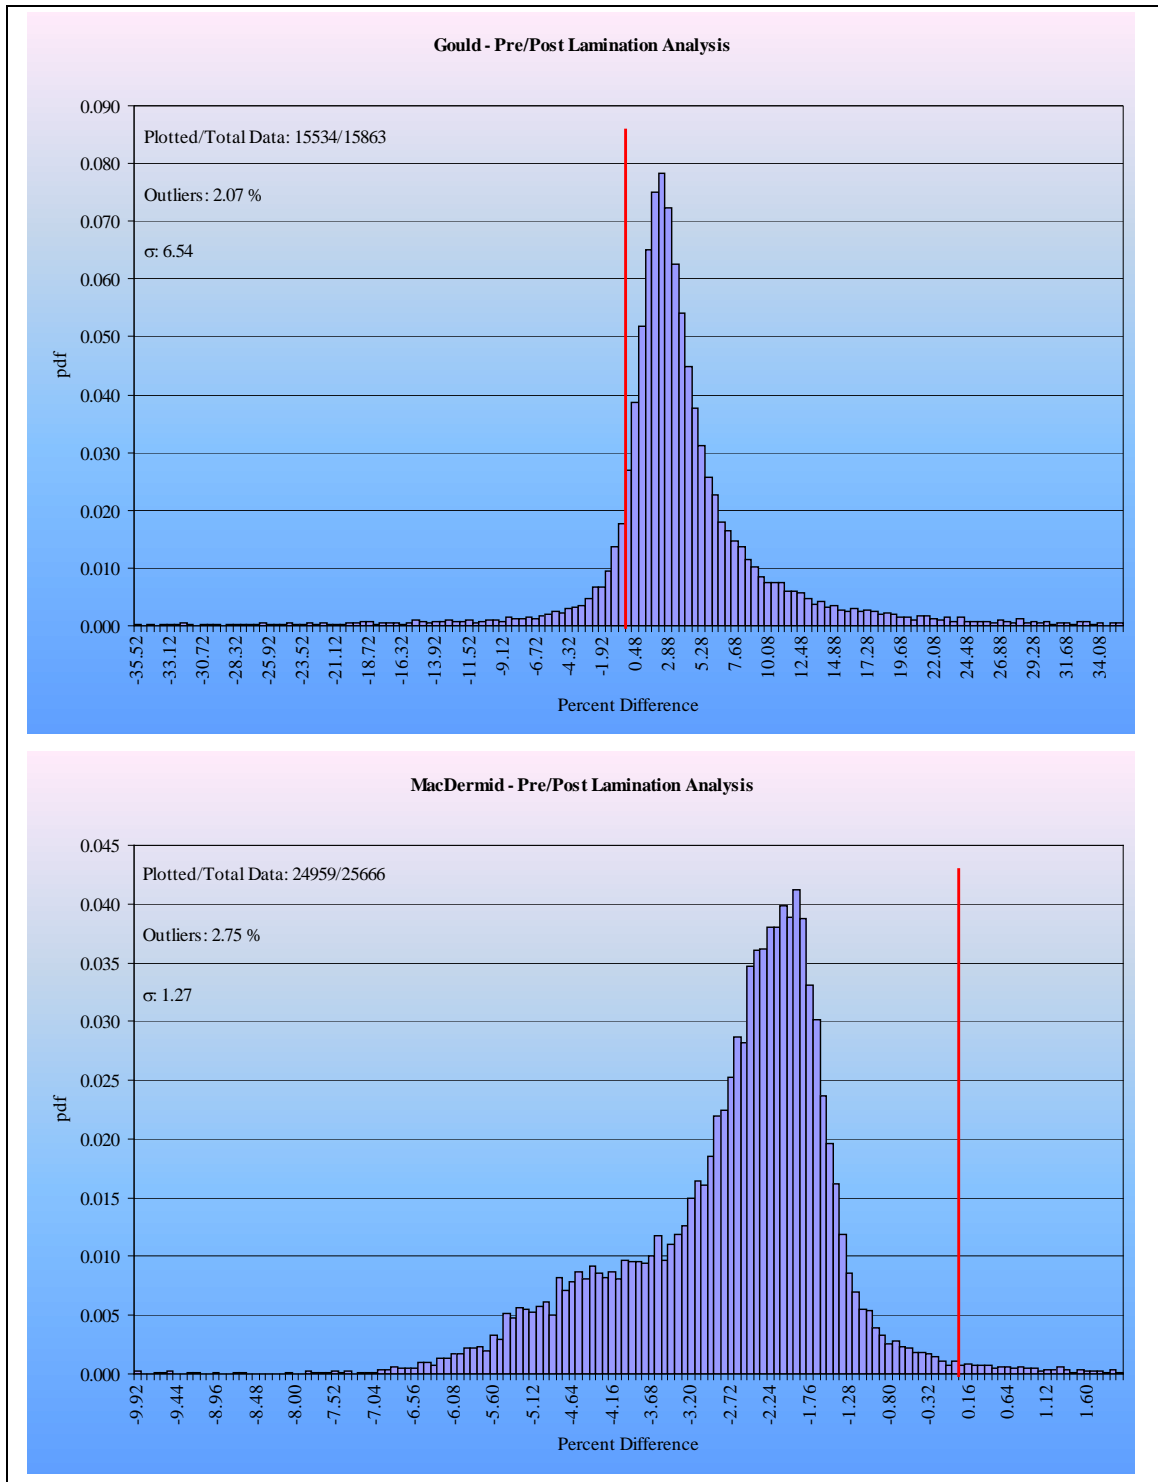 Gould - Pre/Post Lamination Analysis
0.090
Plotted/Total Data: 15534/15863
0.080
Outliers: 2.07 %
0.070
σ: 6.54
0.060
0.050
pdf
0.040
0.030
0.020
0.010
0.000
-35.52 -33.12 -30.72 -28.32 -25.92 -23.52 -21.12 -18.72 -16.32 -13.92 -11.52 -9.12 -6.72 -4.32 -1.92 0.48 2.88 5.28 7.68 10.08 12.48 14.88 17.28 19.68 22.08 24.48 26.88 29.28 31.68 34.08
Percent Difference
MacDermid - Pre/Post Lamination Analysis
0.045
Plotted/Total Data: 24959/25666
0.040
Outliers: 2.75 %
0.035
σ: 1.27
0.030
0.025
pdf
0.020
0.015
0.010
0.005
0.000
-9.92 -9.44 -8.96 -8.48 -8.00 -7.52 -7.04 -6.56 -6.08 -5.60 -5.12 -4.64 -4.16 -3.68 -3.20 -2.72 -2.24 -1.76 -1.28 -0.80 -0.32 0.16 0.64 1.12 1.60
Percent Difference